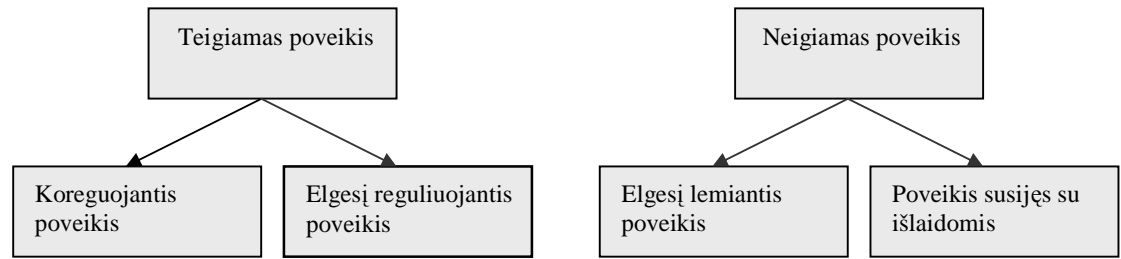 Teigiamas poveikis
Neigiamas poveikis
Koreguojantis
poveikis
Elgesį reguliuojantis
poveikis
Elgesį lemiantis
poveikis
Poveikis susijęs su
išlaidomis